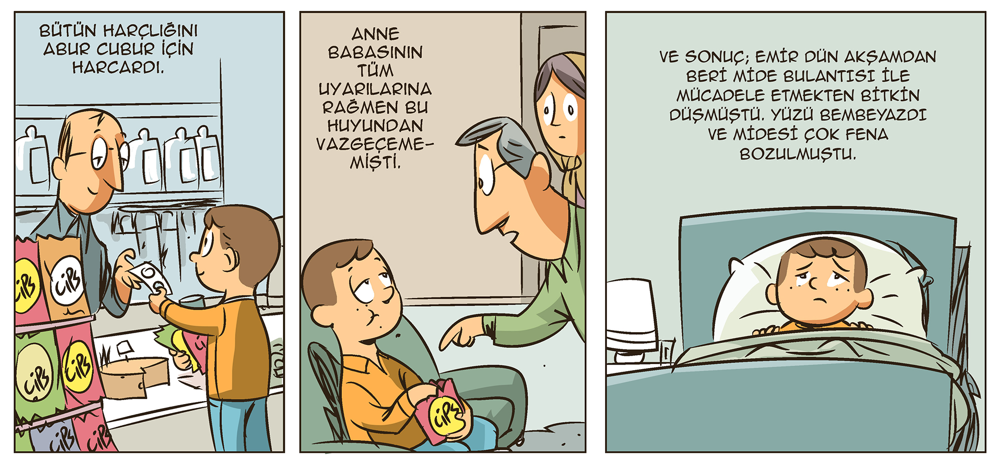 BÜTÜN HARÇLIĞINI
ABUR CUBUR İÇİN
HARCARDI.
CİPS
CİPS
CİPS
CİPS
CİPS
CİPS
ANNE
BABASININ
TÜM
UYARILARINA
RAĞMEN BU
HUYUNDAN
VAZGEÇEME-
MİŞTİ.
CİPS
VE SONUÇ; EMİR DÜN AKŞAMDAN
BERİ MİDE BULANTISI İLE
MÜCADELE ETMEKTEN BİTKİN
DÜŞMÜŞTÜ. YÜZÜ BEMBEYAZDI
VE MİDESİ ÇOK FENA
BOZULMUŞTU.